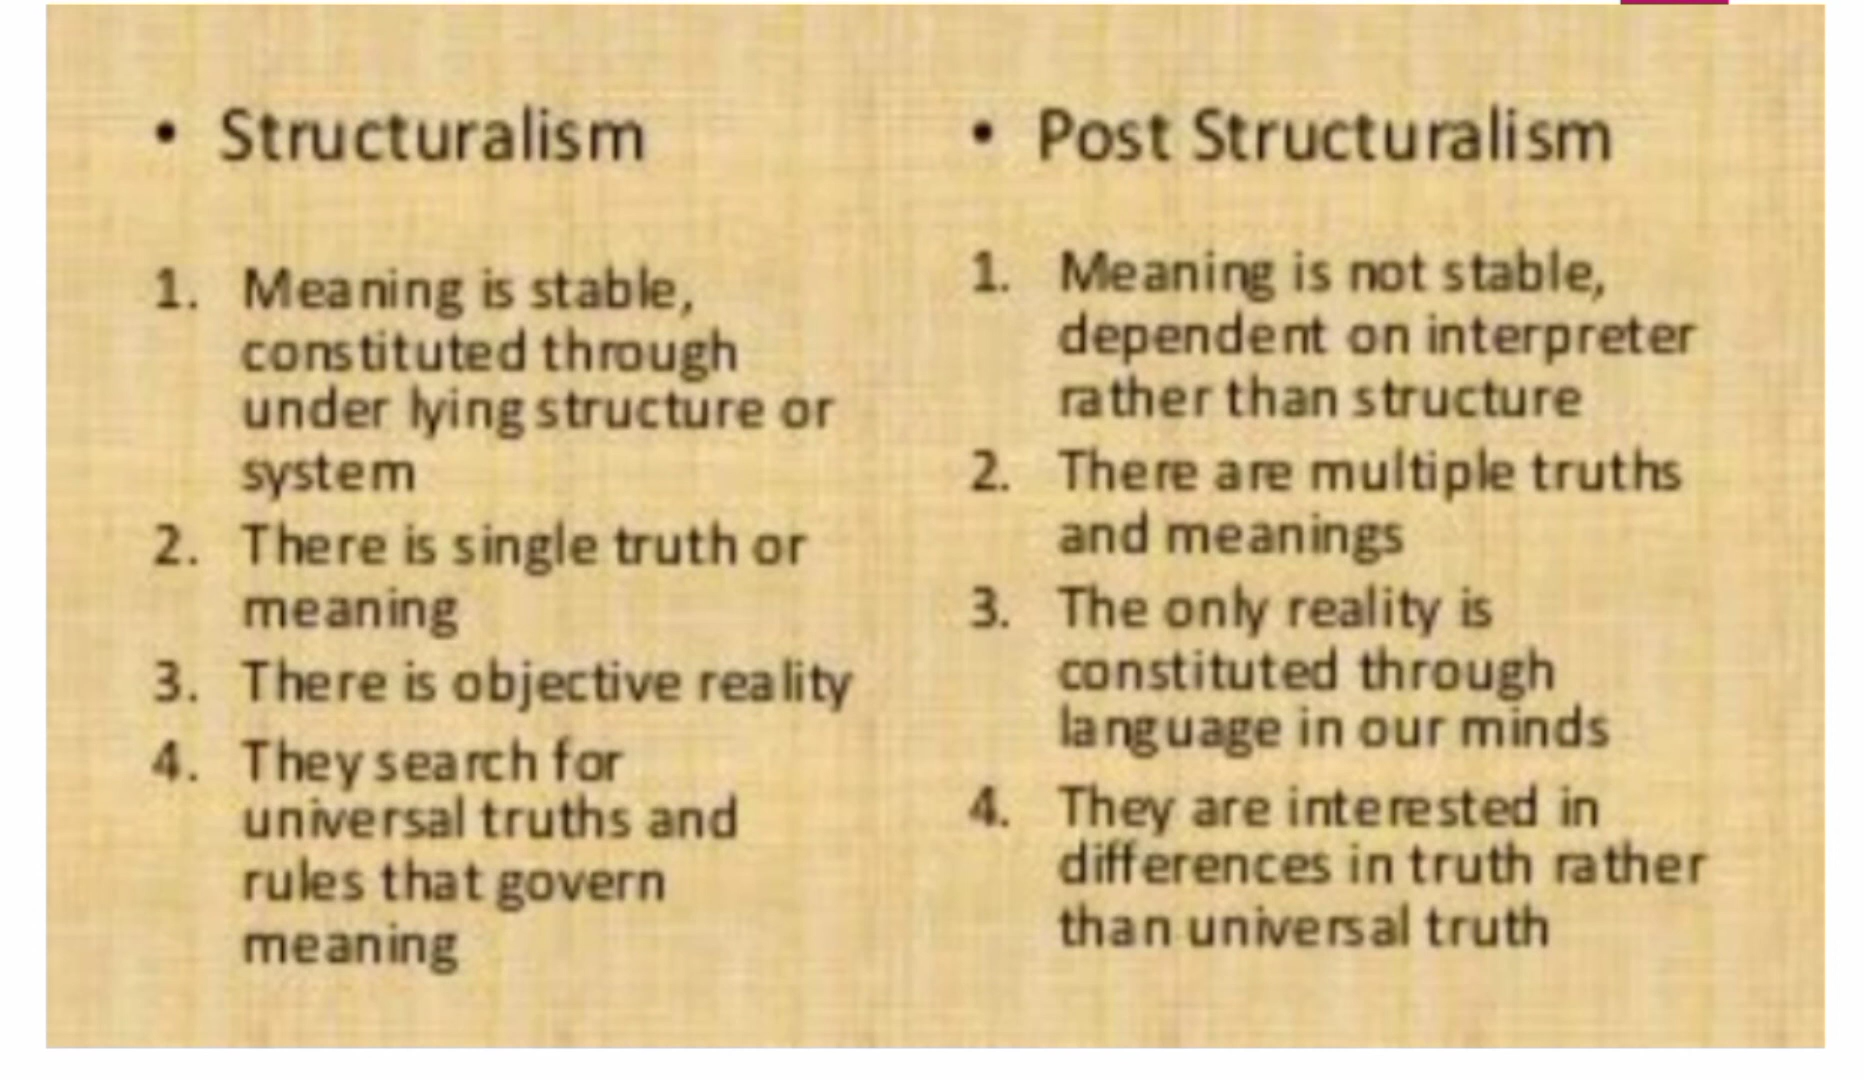 • Structuralism
1. Meaning is stable,
constituted through
under lying structure or
system
2. There is single truth or
meaning
3. There is objective reality
4. They search for
universal truths and
rules that govern
meaning
• Post Structuralism
1. Meaning is not stable,
dependent on interpreter
rather than structure
2. There are multiple truths
and meanings
3. The only reality is
constituted through
language in our minds
4. They are interested in
differences in truth rather
than universal truth